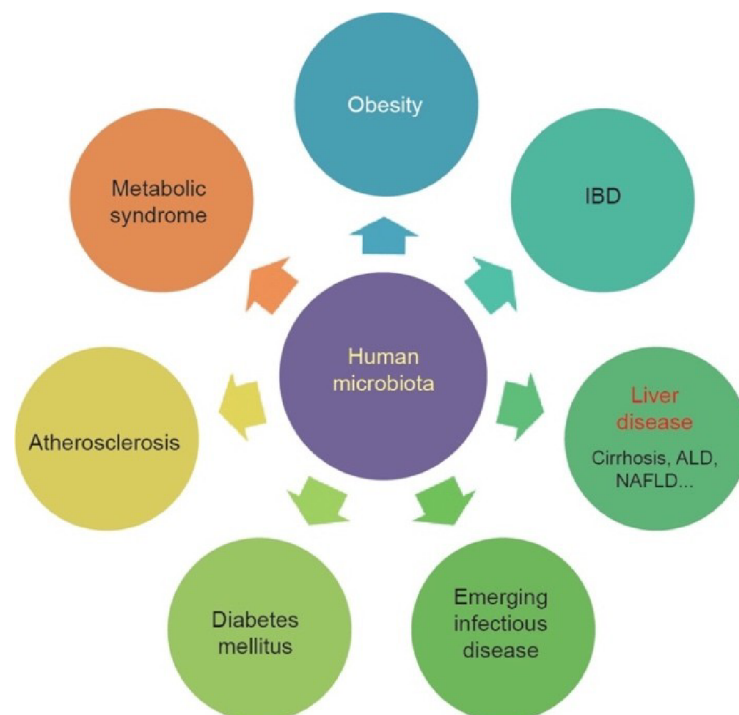 Obesity
IBD
Liver
disease
Cirrhosis, ALD,
NAFLD...
Emerging
infectious
disease
Diabetes
mellitus
Atherosclerosis
Metabolic
syndrome
Human
microbiota